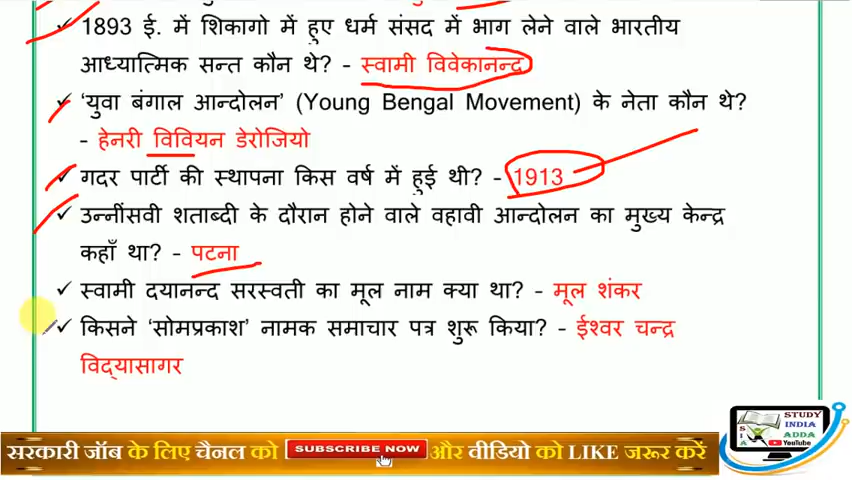 1893 ई. में शिकागो में हुए धर्म संसद में भाग लेने वाले भारतीय
आध्यात्मिक सन्त कौन थे? - स्वामी विवेकानन्द
'युवा बंगाल आन्दोलन' (Young Bengal Movement) के नेता कौन थे?
- हेनरी विवियन डेरोजियो
गदर पार्टी की स्थापना किस वर्ष में हुई थी? - 1913
उन्नींसवी शताब्दी के दौरान होने वाले वहावी आन्दोलन का मुख्य केन्द्र
कहाँ था? - पटना
स्वामी दयानन्द सरस्वती का मूल नाम क्या था? - मूल शंकर
किसने 'सोमप्रकाश' नामक समाचार पत्र शुरू किया? - ईश्वर चन्द्र
विद्यासागर
सरकारी जॉब के लिए चैनल को SUBSCRIBE NOW और वीडियो को LIKE जरूर करें
SIA
STUDY
INDIA
ADDA
YouTube